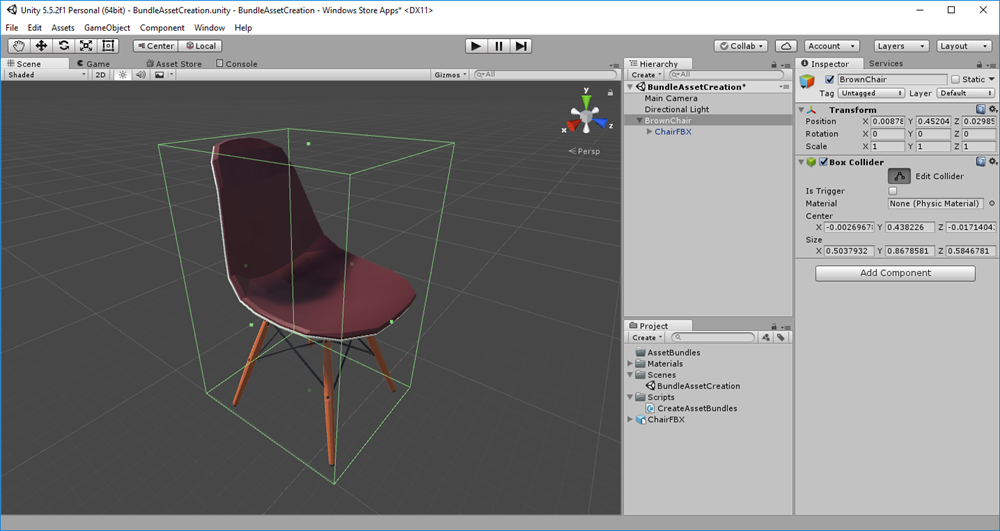 Unity 5.5.2f1 Personal (64bit) - BundleAssetCreation.unity - BundleAssetCreation - Windows Store Apps* <DX11>
File Edit Assets GameObject Component Window Help
Center Local Collab Account Layers Layout
Scene Game Asset Store Console
Shaded 2D Gizmos All
y
x z
Persp
Hierarchy
Create All
BundleAssetCreation*
Main Camera
Directional Light
BrownChair
ChairFBX
Project
Create
AssetBundles
Materials
Scenes
BundleAssetCreation
Scripts
CreateAssetBundles
ChairFBX
Inspector Services
BrownChair Static
Tag Untagged Layer Default
Transform
Position X 0.00878 Y 0.45204 Z 0.02985
Rotation X 0 Y 0 Z 0
Scale X 1 Y 1 Z 1
Box Collider
Edit Collider
Is Trigger
Material None (Physic Material)
Center
X -0.0026967 Y 0.438226 Z -0.0171404
Size
X 0.5037932 Y 0.8678581 Z 0.5846781
Add Component